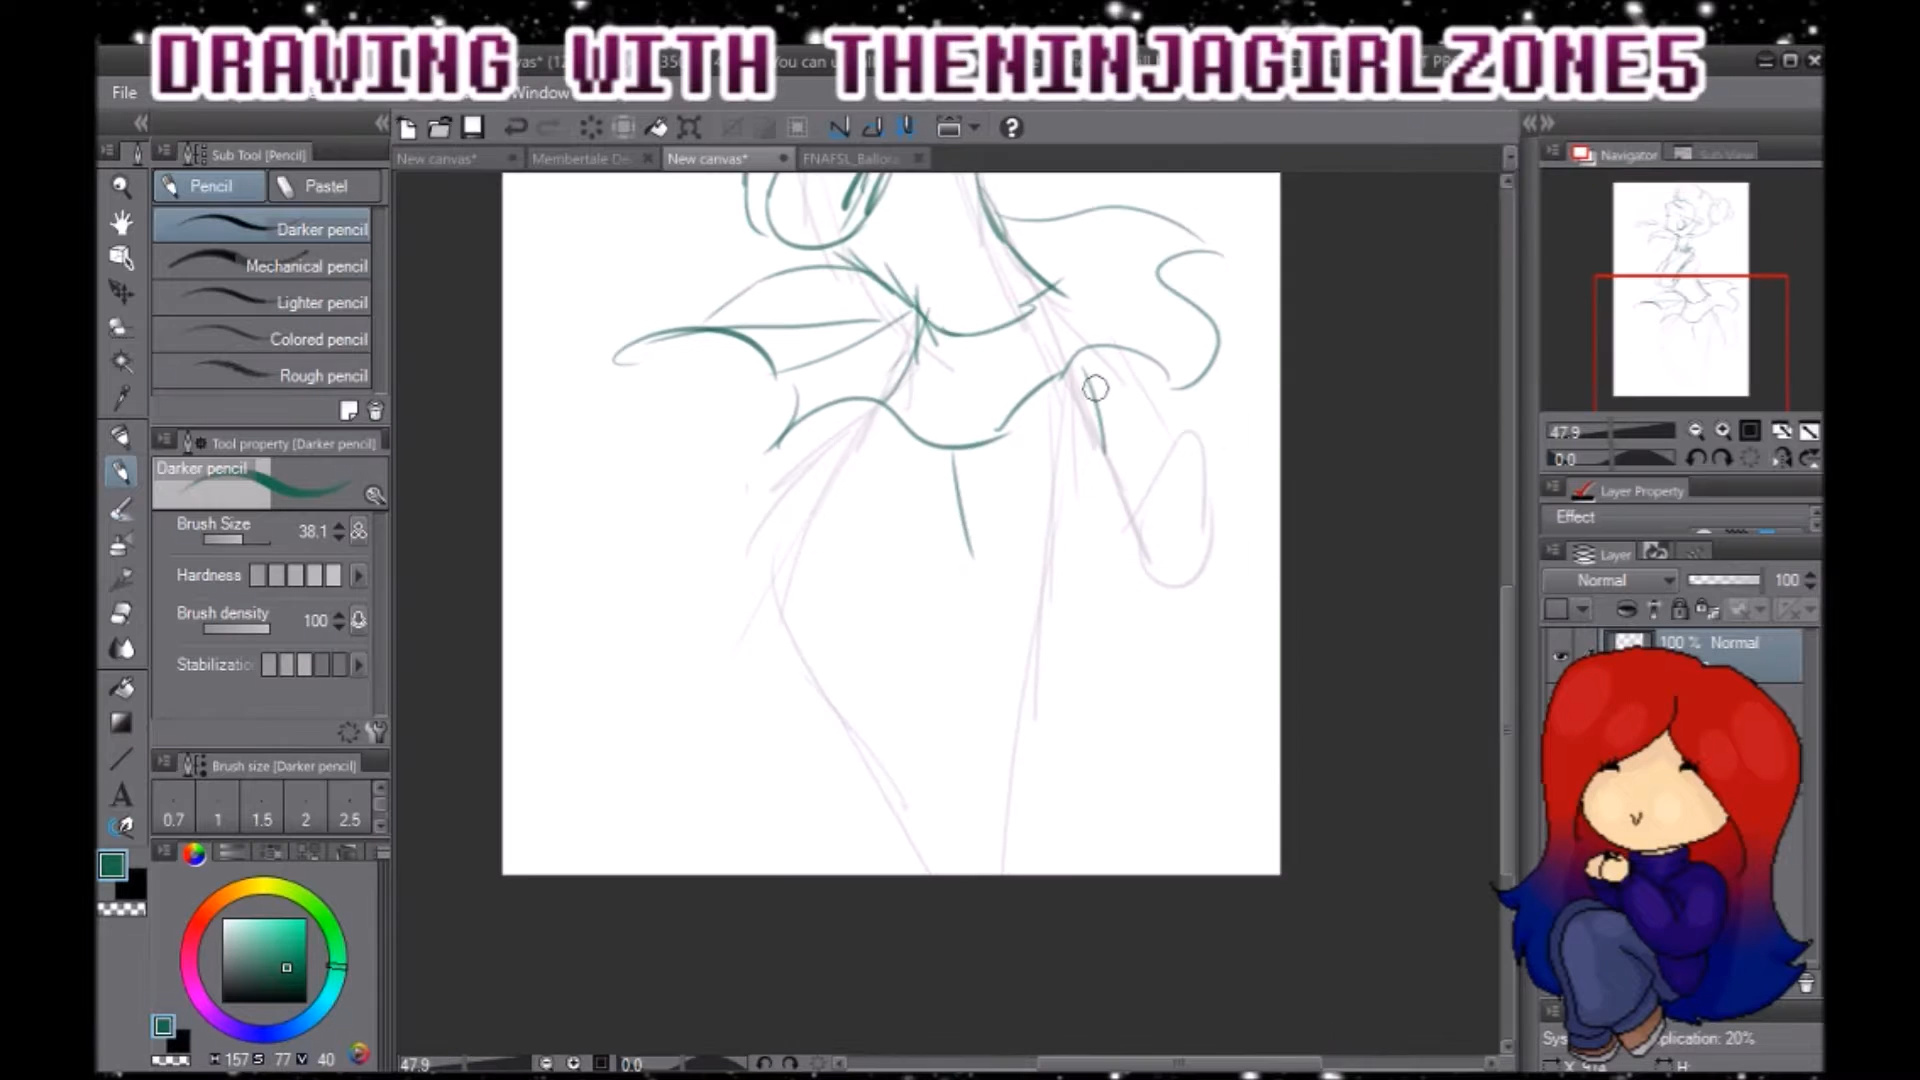 DRAWING WITH THENINJAGIRLZONE5
File
Window
Sub Tool [Pencil]
Pencil
Pastel
Darker pencil
Mechanical pencil
Lighter pencil
Colored pencil
Rough pencil
Tool property [Darker pencil]
Darker pencil
Brush Size 38.1
Hardness
Brush density 100
Brush size [Darker pencil]
0.7 1 1.5 2 2.5
H 157 S 77 V 40
New canvas*
Membertale De
New canvas*
FNAFSL_Ballora
47.9 0.0
Navigator
Sub View
47.9
0.0
Layer Property
Effect
Layer
Normal 100
100 % Normal
plication: 20%